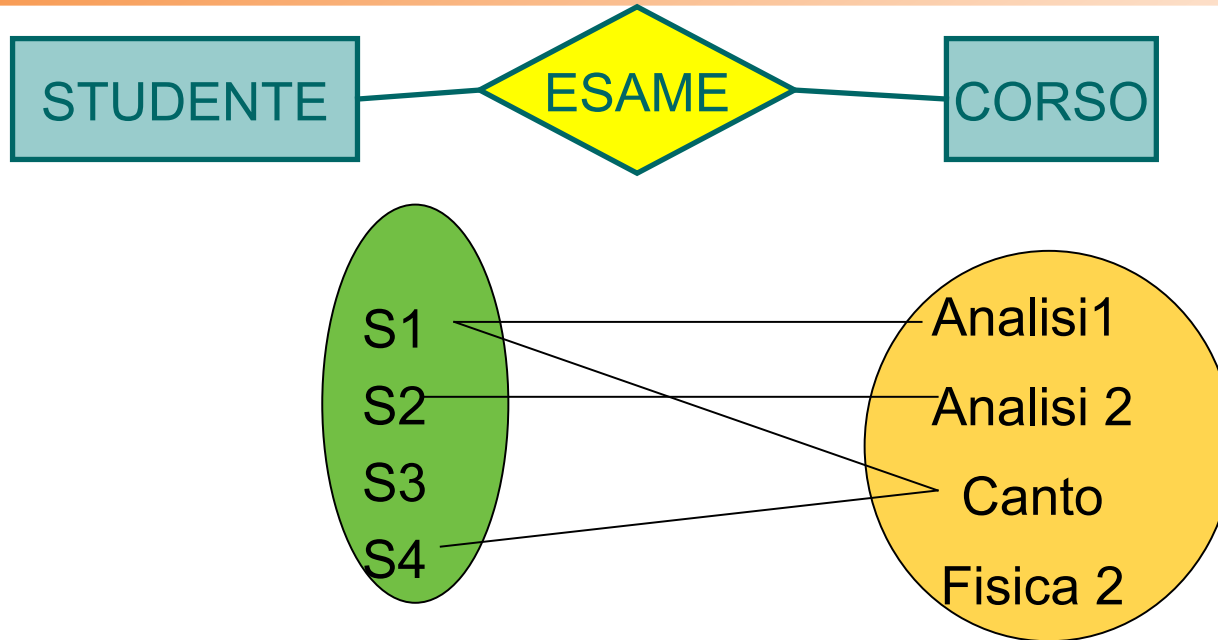 STUDENTE
ESAME
CORSO
S1
S2
S3
S4
Analisi1
Analisi 2
Canto
Fisica 2